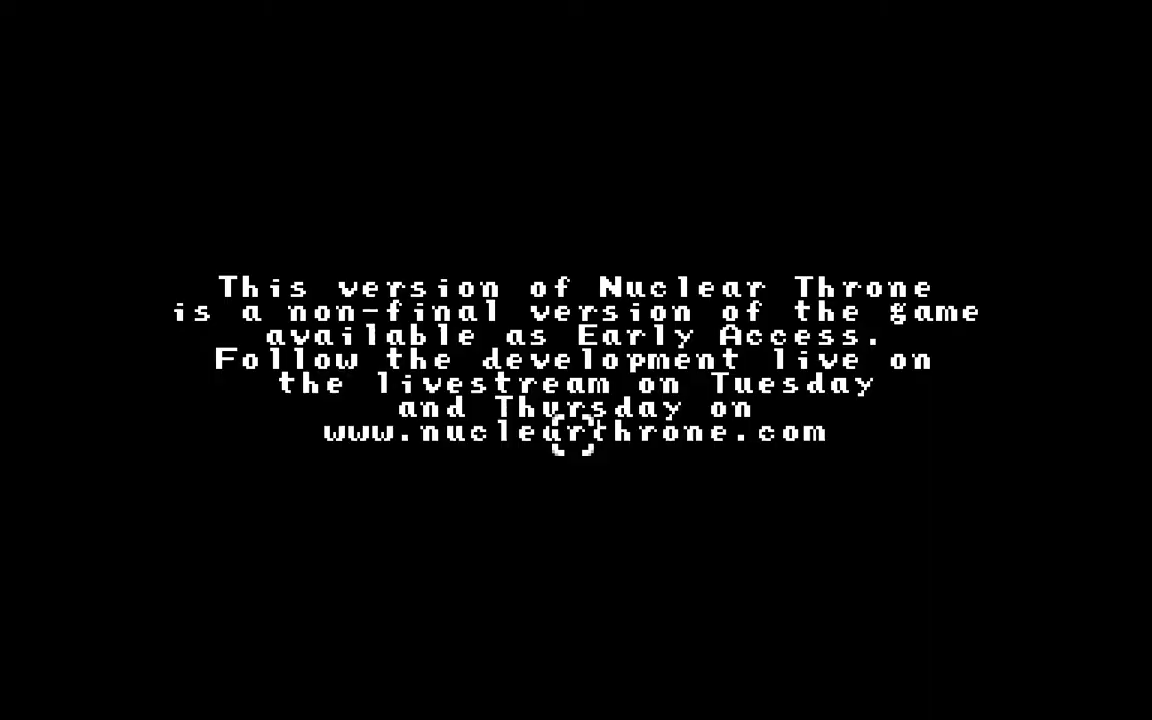 This version of Nuclear Throne
is a non-final version of the game
available as Early Access.
Follow the development live on
the livestream on Tuesday
and Thursday on
www.nuclearthrone.com